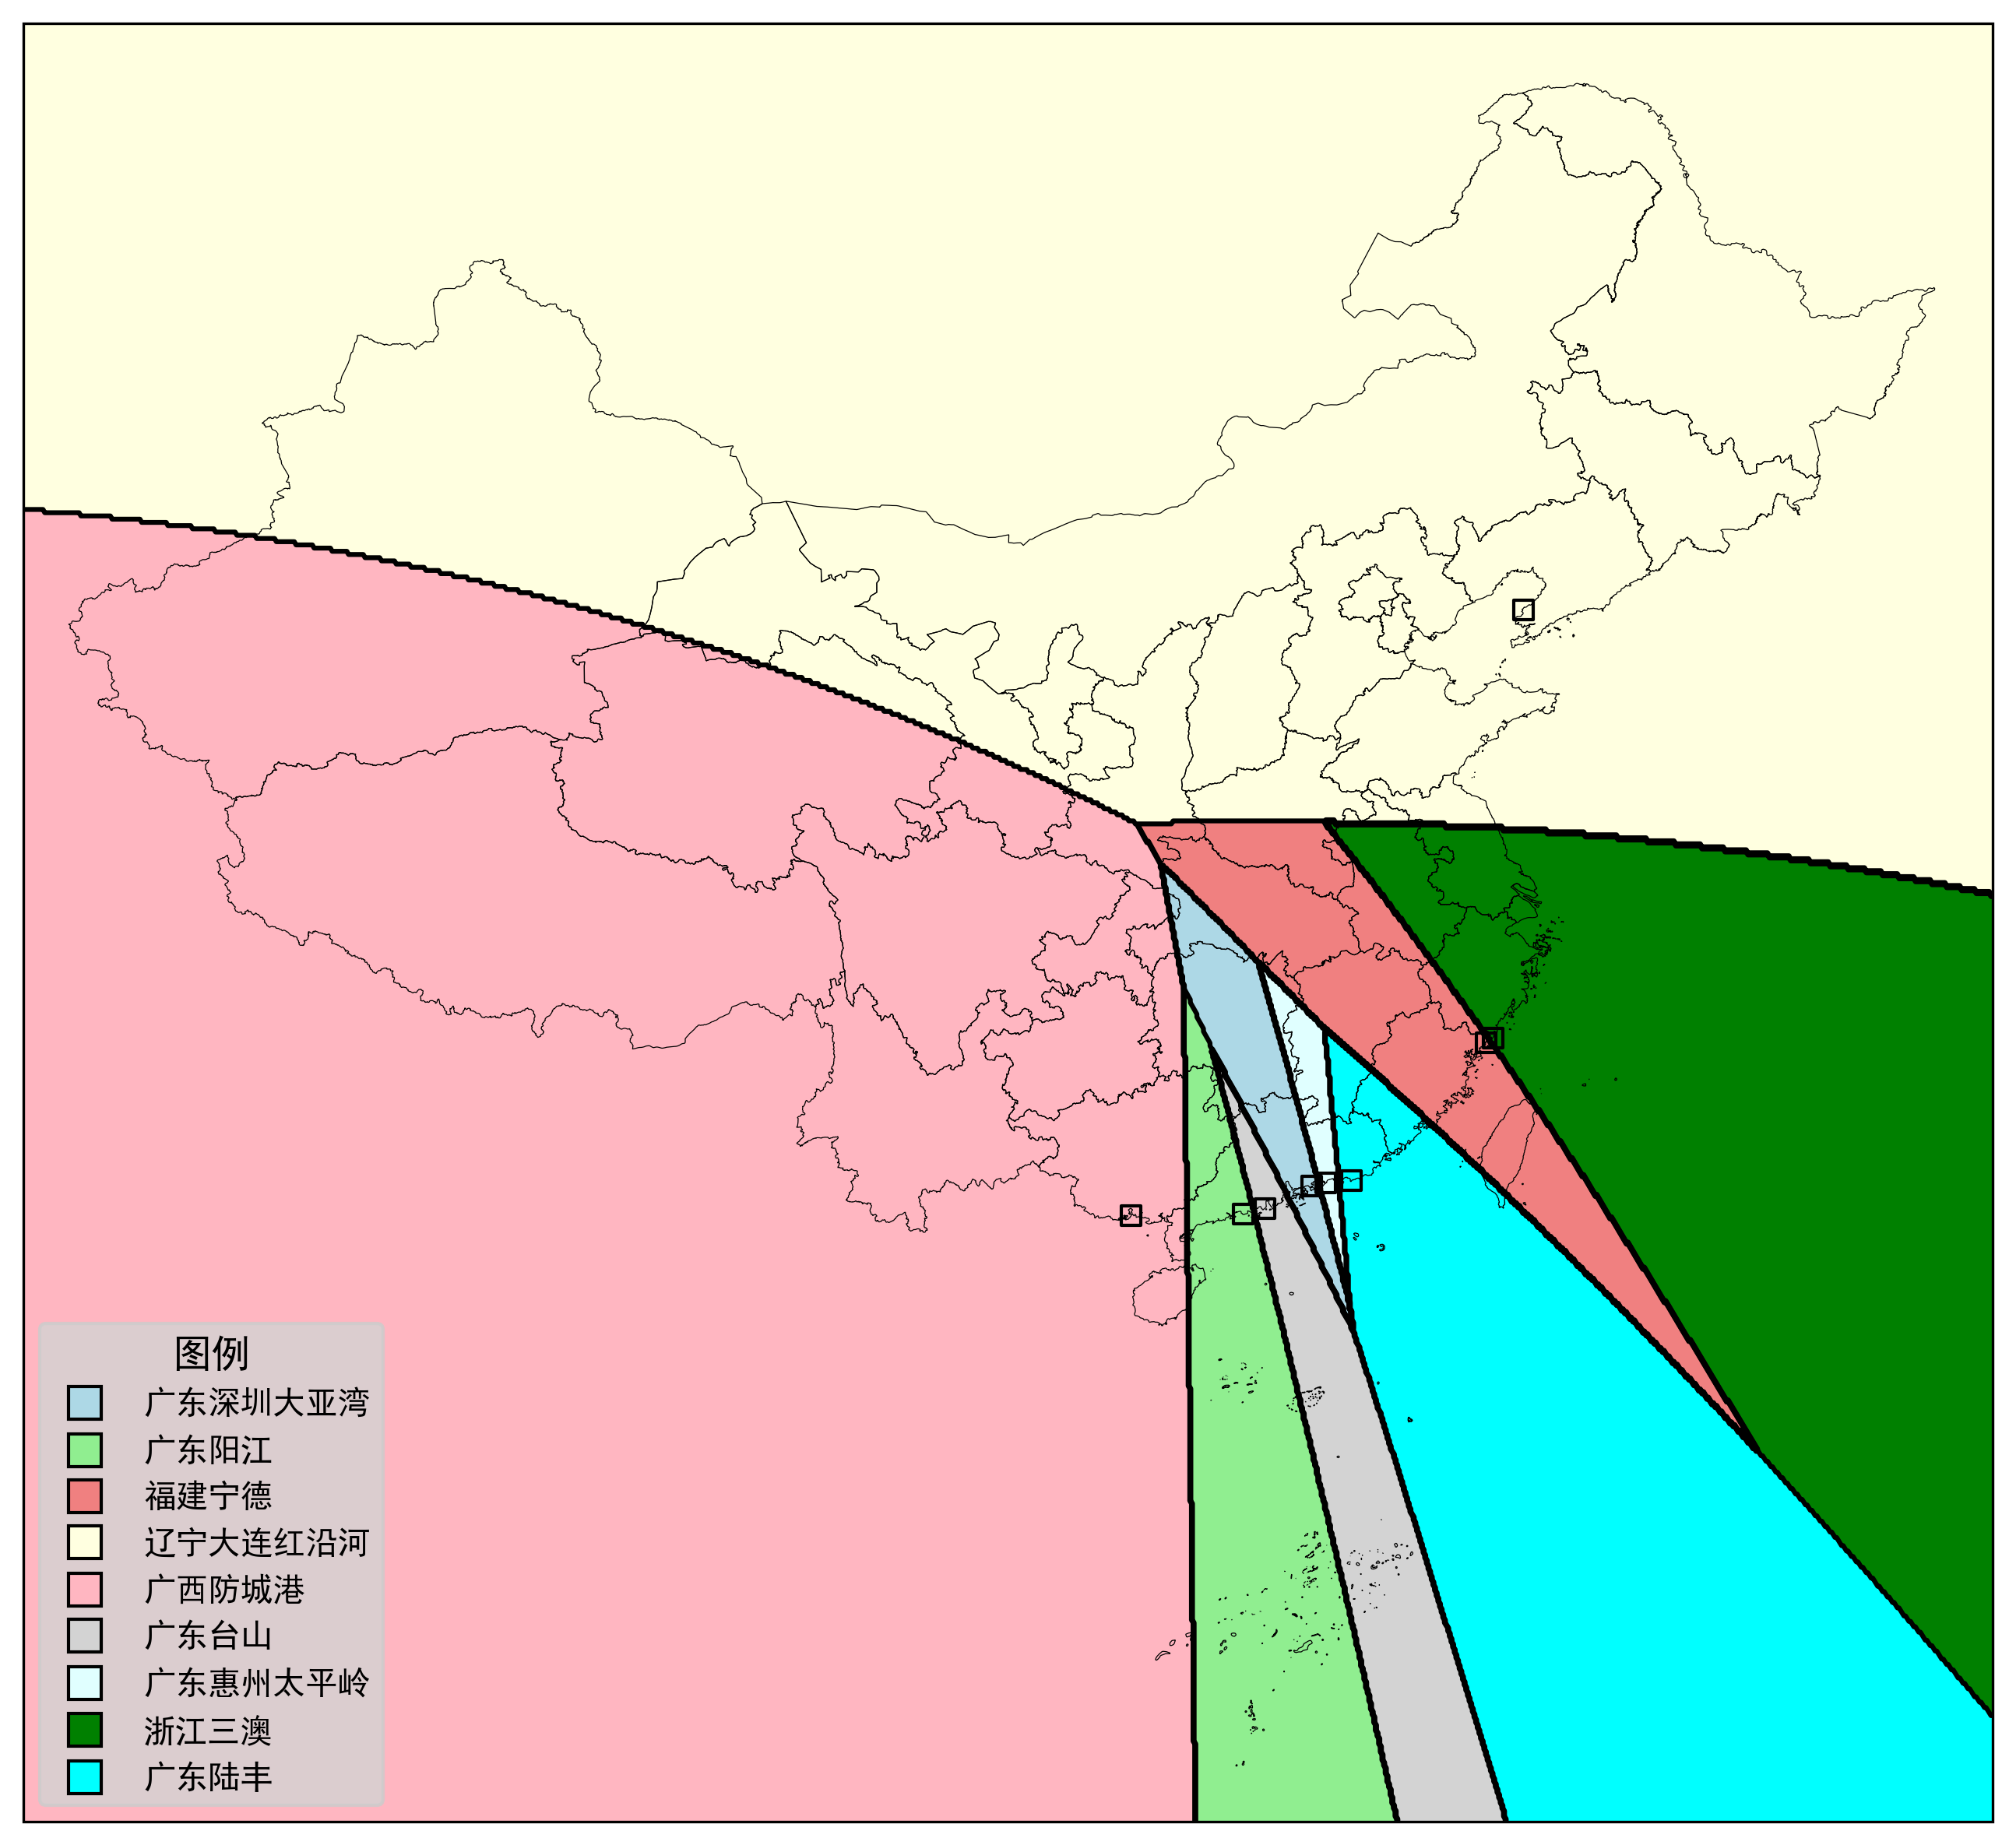 图例
广东深圳大亚湾
广东阳江
福建宁德
辽宁大连红沿河
广西防城港
广东台山
广东惠州太平岭
浙江三澳
广东陆丰